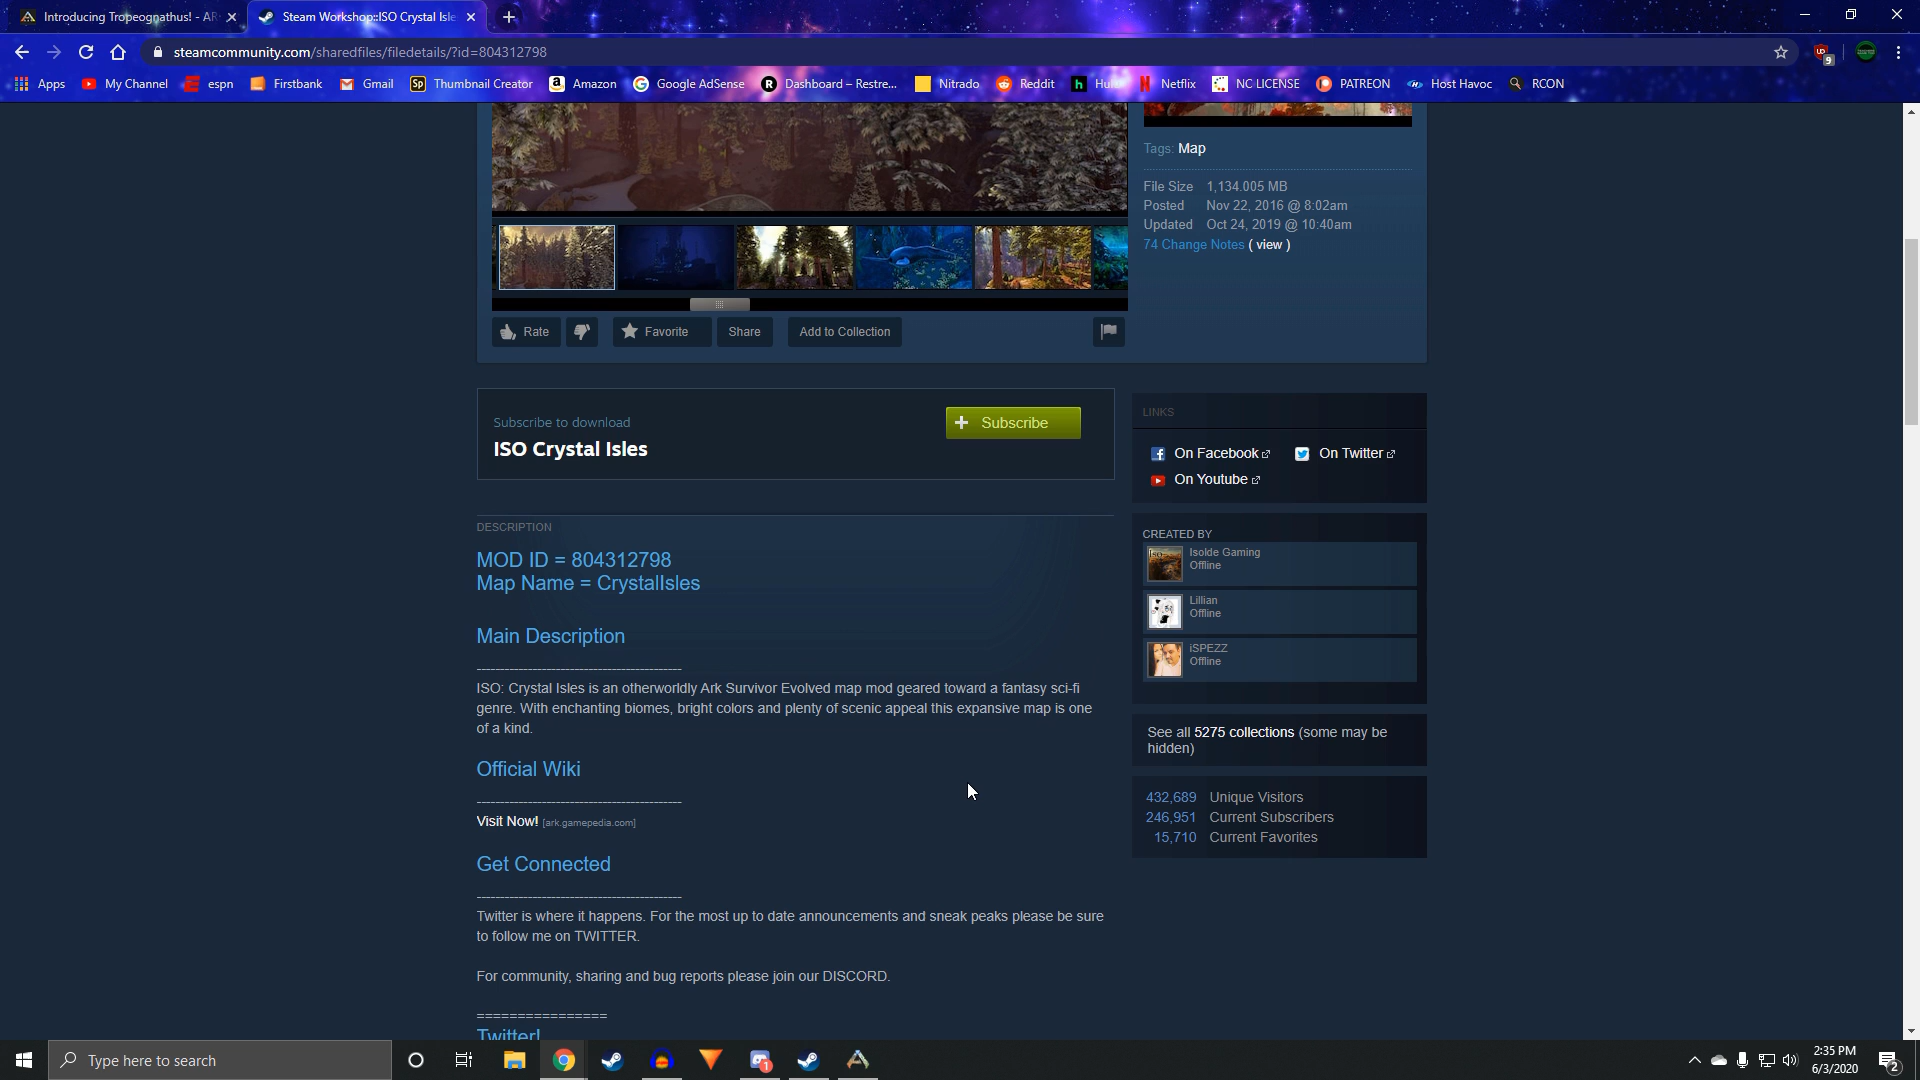 Introducing Tropeognathus! - AR
Steam Workshop::ISO Crystal Isle
steamcommunity.com/sharedfiles/filedetails/?id=804312798
9
Apps
My Channel
espn
Firstbank
Gmail
Sp
Thumbnail Creator
Amazon
Google AdSense
Dashboard – Restre...
Nitrado
Reddit
Netflix
NC LICENSE
PATREON
Host Havoc
RCON
Tags: Map
File Size 1,134.005 MB
Posted Nov 22, 2016 @ 8:02am
Updated Oct 24, 2019 @ 10:40am
74 Change Notes ( view )
Rate
Favorite
Share
Add to Collection
Subscribe to download
ISO Crystal Isles
Subscribe
DESCRIPTION
MOD ID = 804312798
Map Name = CrystalIsles
Main Description
--------------------------------------------
ISO: Crystal Isles is an otherworldly Ark Survivor Evolved map mod geared toward a fantasy sci-fi
genre. With enchanting biomes, bright colors and plenty of scenic appeal this expansive map is one
of a kind.
Official Wiki
--------------------------------------------
Visit Now! [ark.gamepedia.com]
Get Connected
--------------------------------------------
Twitter is where it happens. For the most up to date announcements and sneak peaks please be sure
to follow me on TWITTER.
For community, sharing and bug reports please join our DISCORD.
================
Twitter!
LINKS
On Facebook
On Twitter
On Youtube
CREATED BY
Isolde Gaming
Offline
Lillian
Offline
iSPEZZ
Offline
See all 5275 collections (some may be
hidden)
432,689 Unique Visitors
246,951 Current Subscribers
15,710 Current Favorites
Type here to search
1
2:35 PM
6/3/2020
2